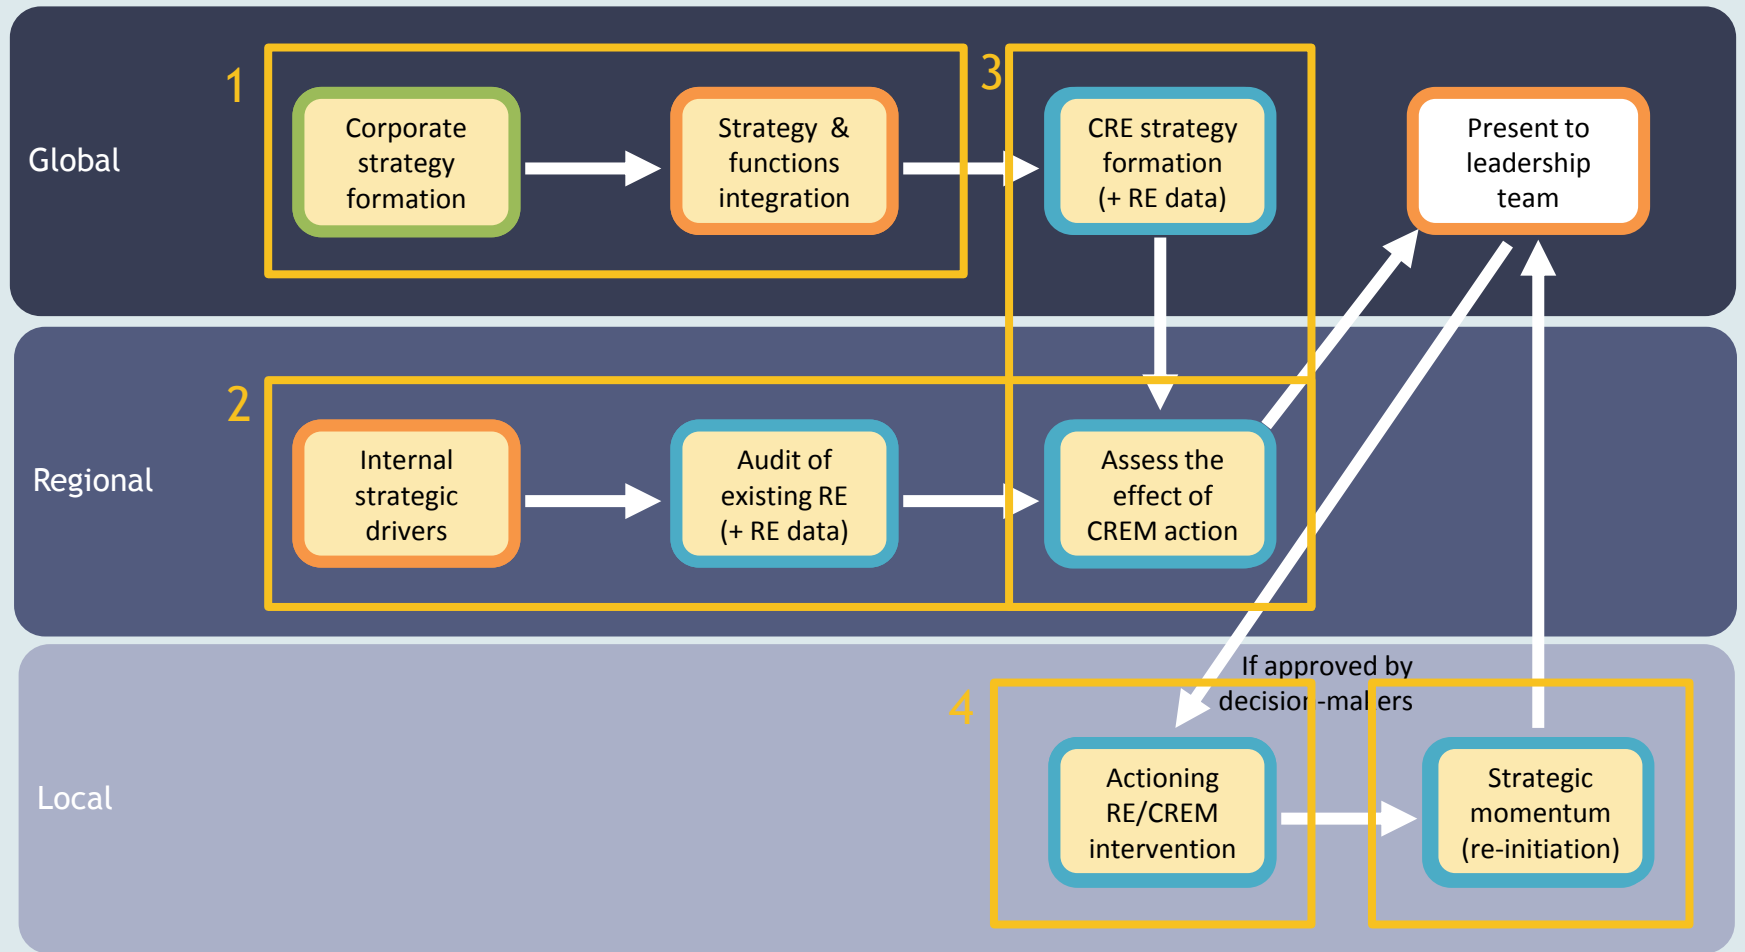 1
3
Global
Corporate
strategy
formation
Strategy &
functions
integration
CRE strategy
formation
(+ RE data)
Present to
leadership
team
2
Regional
Internal
strategic
drivers
Audit of
existing RE
(+ RE data)
Assess the
effect of
CREM action
If approved by
decision-makers
4
Local
Actioning
RE/CREM
intervention
Strategic
momentum
(re-initiation)